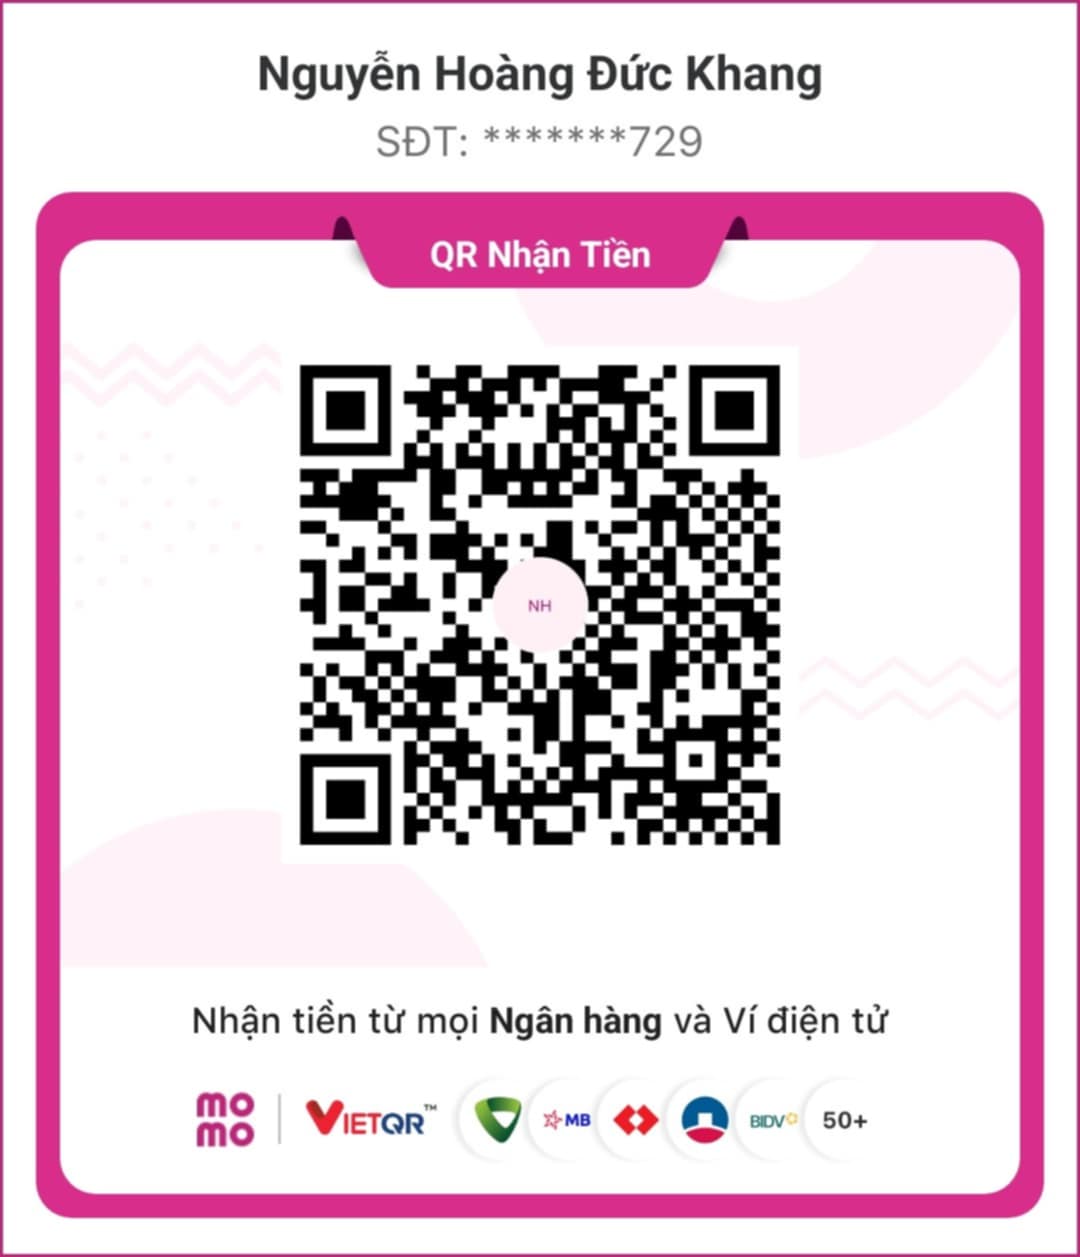 Nguyễn Hoàng Đức Khang
SĐT: *******729
QR Nhận Tiền
NH
Nhận tiền từ mọi Ngân hàng và Ví điện tử
momo
VIETQR™
MB
BIDV
50+